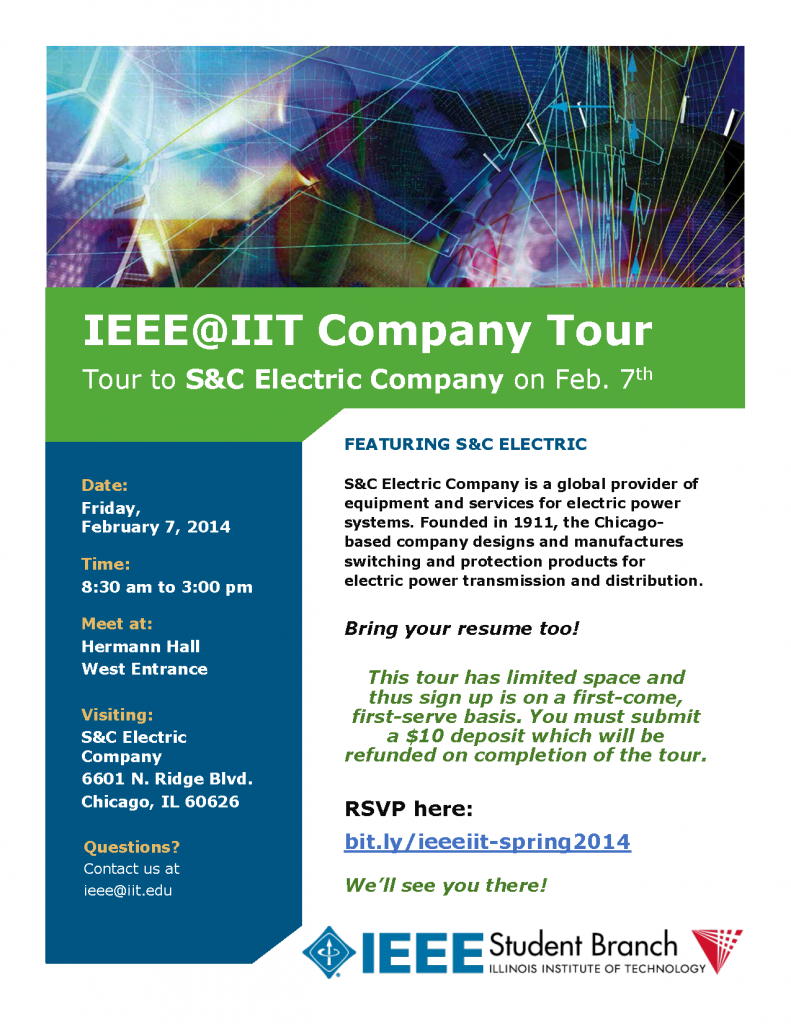 IEEE@IIT Company Tour
Tour to S&C Electric Company on Feb. 7th
Date:
Friday,
February 7, 2014
Time:
8:30 am to 3:00 pm
Meet at:
Hermann Hall
West Entrance
Visiting:
S&C Electric
Company
6601 N. Ridge Blvd.
Chicago, IL 60626
Questions?
Contact us at
ieee@iit.edu
FEATURING S&C ELECTRIC
S&C Electric Company is a global provider of
equipment and services for electric power
systems. Founded in 1911, the Chicago-
based company designs and manufactures
switching and protection products for
electric power transmission and distribution.
Bring your resume too!
This tour has limited space and
thus sign up is on a first-come,
first-serve basis. You must submit
a $10 deposit which will be
refunded on completion of the tour.
RSVP here:
bit.ly/ieeeiit-spring2014
We'll see you there!
IEEE Student Branch
ILLINOIS INSTITUTE OF TECHNOLOGY